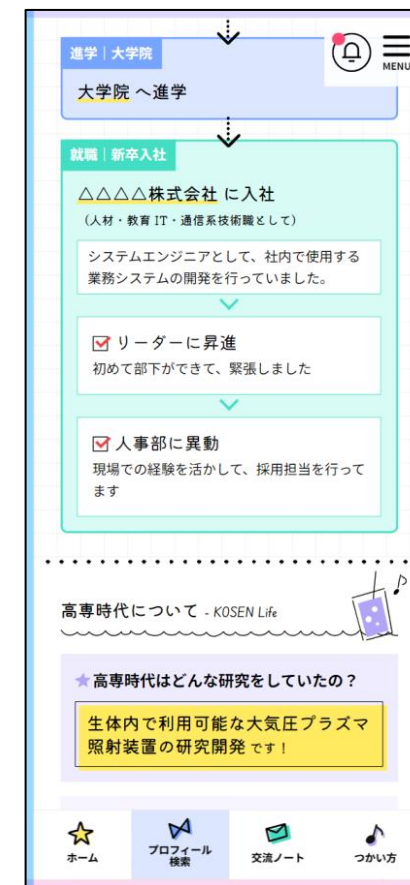 進学｜大学院
MENU
大学院 へ進学
就職｜新卒入社
△△△△株式会社 に入社
（人材・教育 IT・通信系技術職として）
システムエンジニアとして、社内で使用する
業務システムの開発を行っていました。
リーダーに昇進
初めて部下ができて、緊張しました
人事部に異動
現場での経験を活かして、採用担当を行って
ます
高専時代について - KOSEN Life
★高専時代はどんな研究をしていたの？
生体内で利用可能な大気圧プラズマ
照射装置の研究開発 です！
ホーム
プロフィール
検索
交流ノート
つかい方